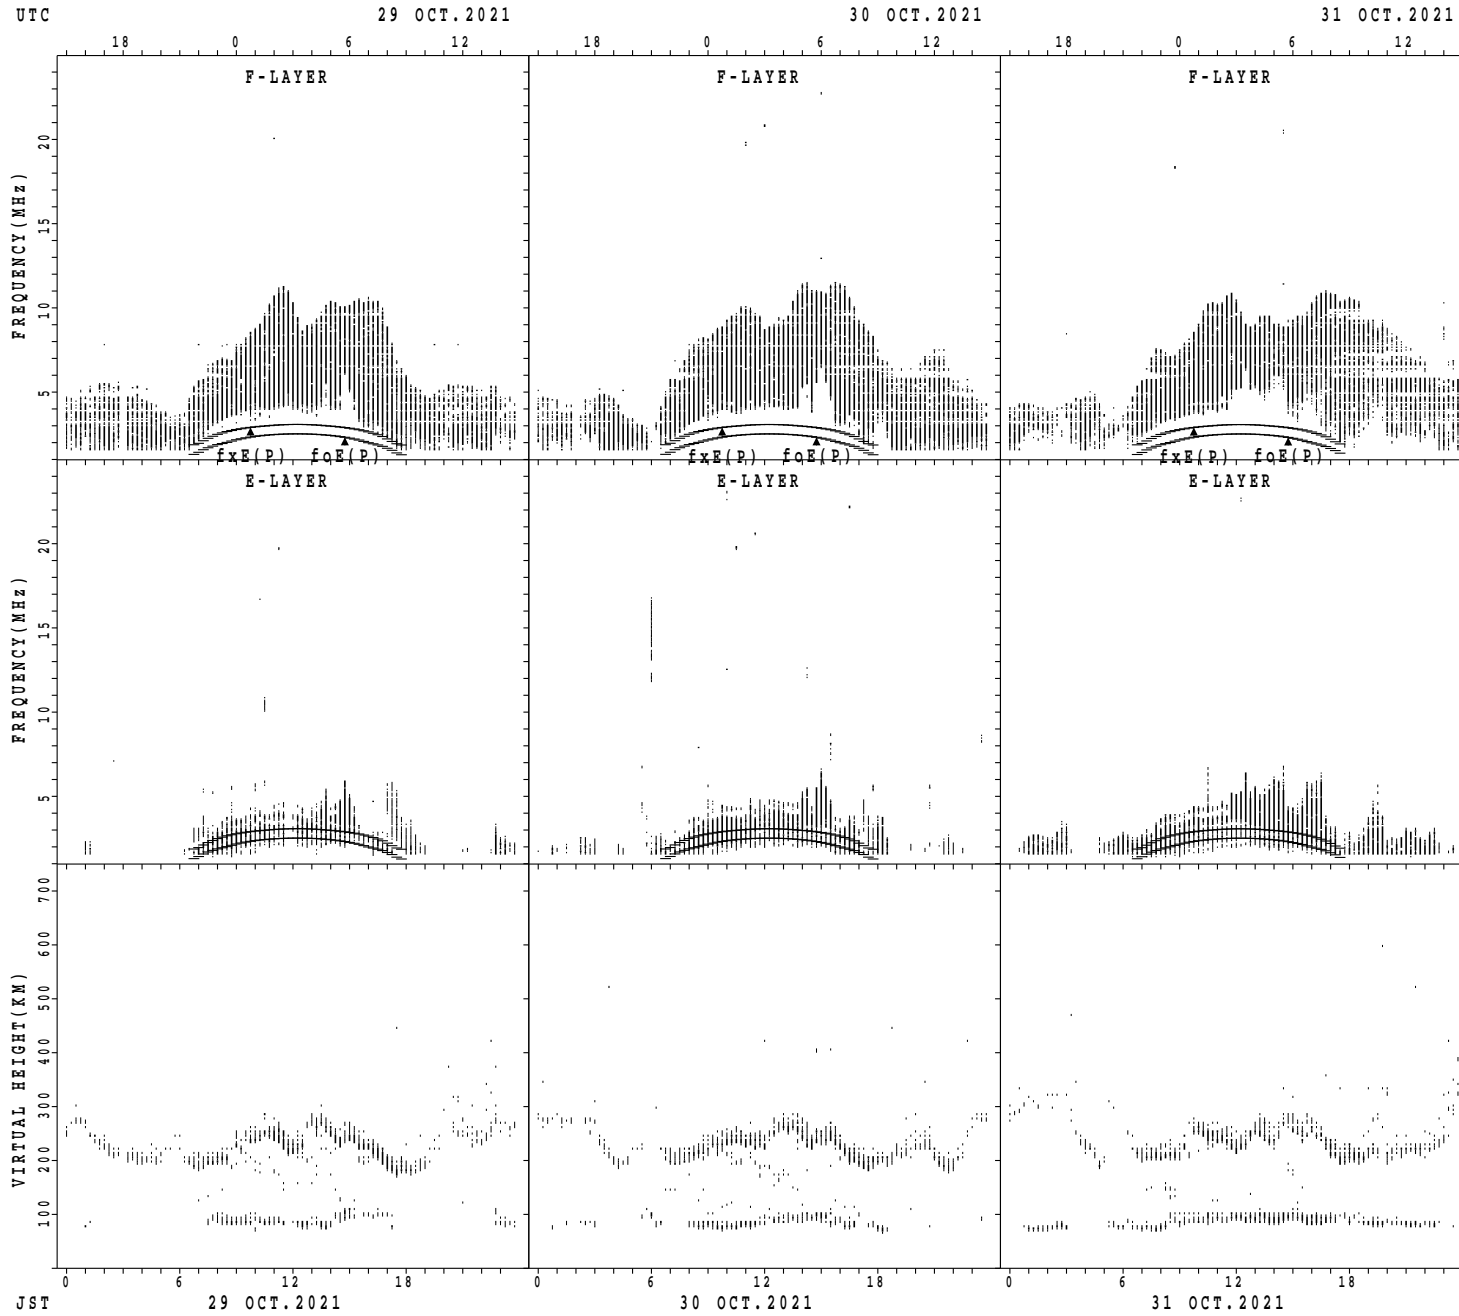 UTC 29 OCT.2021 30 OCT.2021 31 OCT.2021
18 0 6 12 18 0 6 12 18 0 6 12
F-LAYER F-LAYER F-LAYER
FREQUENCY(MHz)
20
15
10
5
fxE(P) foE(P) fxE(P) foE(P) fxE(P) foE(P)
E-LAYER E-LAYER E-LAYER
FREQUENCY(MHz)
20
15
10
5
VIRTUAL HEIGHT(KM)
700
600
500
400
300
200
100
0 6 12 18 0 6 12 18 0 6 12 18
JST 29 OCT.2021 30 OCT.2021 31 OCT.2021